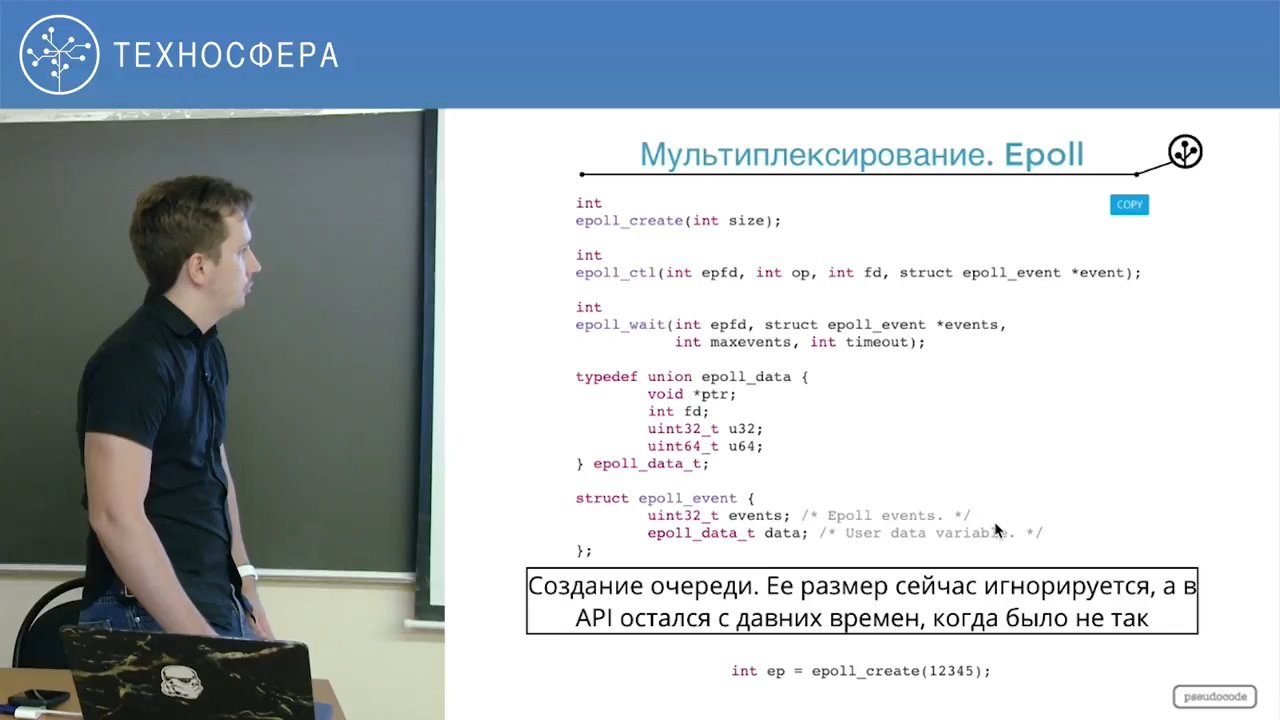 ТЕХНОСФЕРА
Мультиплексирование. Epoll
COPY
int
epoll_create(int size);
int
epoll_ctl(int epfd, int op, int fd, struct epoll_event *event);
int
epoll_wait(int epfd, struct epoll_event *events,
int maxevents, int timeout);
typedef union epoll_data {
void *ptr;
int fd;
uint32_t u32;
uint64_t u64;
} epoll_data_t;
struct epoll_event {
uint32_t events; /* Epoll events. */
epoll_data_t data; /* User data variable. */
};
Создание очереди. Ее размер сейчас игнорируется, а в
API остался с давних времен, когда было не так
int ep = epoll_create(12345);
pseudocode